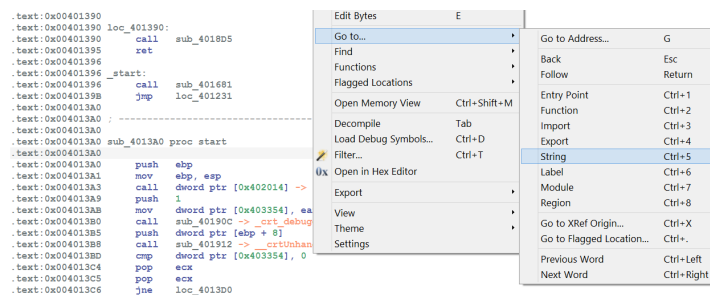 .text:0x00401390
.text:0x00401390 loc_401390:
.text:0x00401390 call sub_4018D5
.text:0x00401395 ret
.text:0x00401396
.text:0x00401396 _start:
.text:0x00401396 call sub_401681
.text:0x0040139B jmp loc_401231
.text:0x004013A0
.text:0x004013A0 ; ----------------------------------
.text:0x004013A0
.text:0x004013A0 sub_4013A0 proc start
.text:0x004013A0
.text:0x004013A0 push ebp
.text:0x004013A1 mov ebp, esp
.text:0x004013A3 call dword ptr [0x402014] ->
.text:0x004013A9 push 1
.text:0x004013AB mov dword ptr [0x403354], ea
.text:0x004013B0 call sub_40190C -> _crt_debug
.text:0x004013B5 push dword ptr [ebp + 8]
.text:0x004013B8 call sub_401912 -> __crtUnhan
.text:0x004013BD cmp dword ptr [0x403354], 0
.text:0x004013C4 pop ecx
.text:0x004013C5 pop ecx
.text:0x004013C6 jne loc_4013D0
Edit Bytes E
Go to...
Find
Functions
Flagged Locations
Open Memory View Ctrl+Shift+M
Decompile Tab
Load Debug Symbols... Ctrl+D
Filter... Ctrl+T
0x Open in Hex Editor
Export
View
Theme
Settings
Go to Address... G
Back Esc
Follow Return
Entry Point Ctrl+1
Function Ctrl+2
Import Ctrl+3
Export Ctrl+4
String Ctrl+5
Label Ctrl+6
Module Ctrl+7
Region Ctrl+8
Go to XRef Origin... Ctrl+X
Go to Flagged Location... Ctrl+.
Previous Word Ctrl+Left
Next Word Ctrl+Right